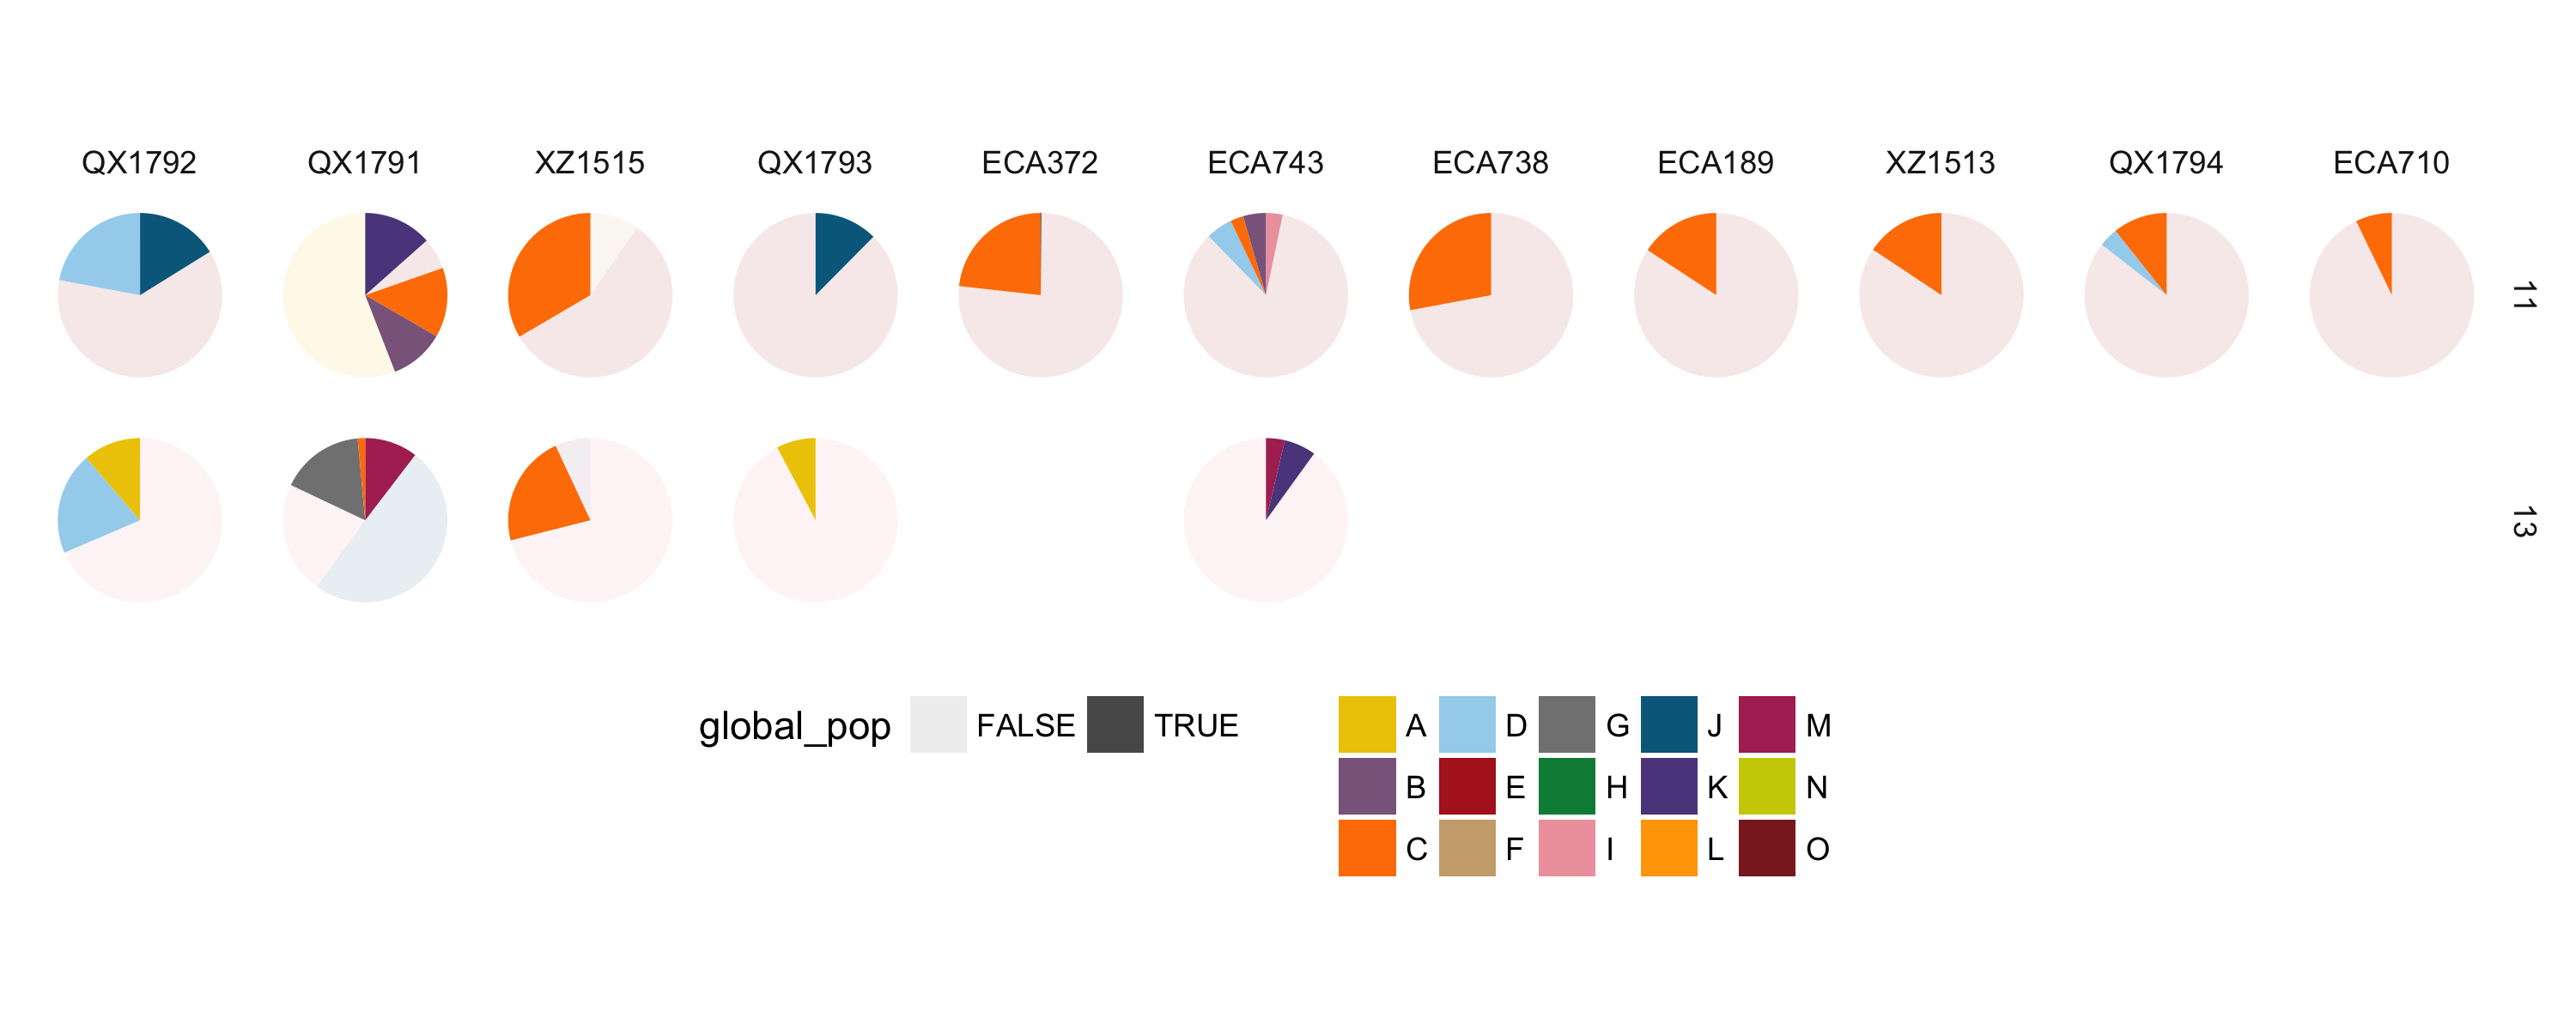 QX1792 QX1791 XZ1515 QX1793 ECA372 ECA743 ECA738 ECA189 XZ1513 QX1794 ECA710
11
13
global_pop FALSE TRUE
A D G J M
B E H K N
C F I L O